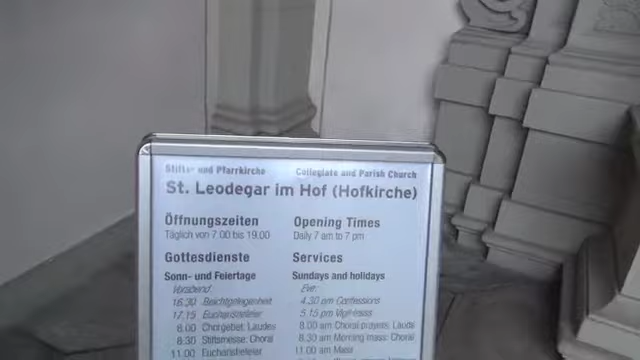 Stifts- und Pfarrkirche Collegiate and Parish Church
St. Leodegar im Hof (Hofkirche)
Öffnungszeiten
Täglich von 7.00 bis 19.00
Gottesdienste
Sonn- und Feiertage
Vorabend:
16.30 Beichtgelegenheit
17.15 Eucharistiefeier
8.00 Chorgebet: Laudes
8.30 Stiftsmesse: Choral
11.00 Eucharistiefeier
Opening Times
Daily 7 am to 7 pm
Services
Sundays and holidays
Eve:
4.30 pm Confessions
5.15 pm Vigil-mass
8.00 am Choral prayers: Lauds
8.30 am Morning mass: Choral
11.00 am Mass